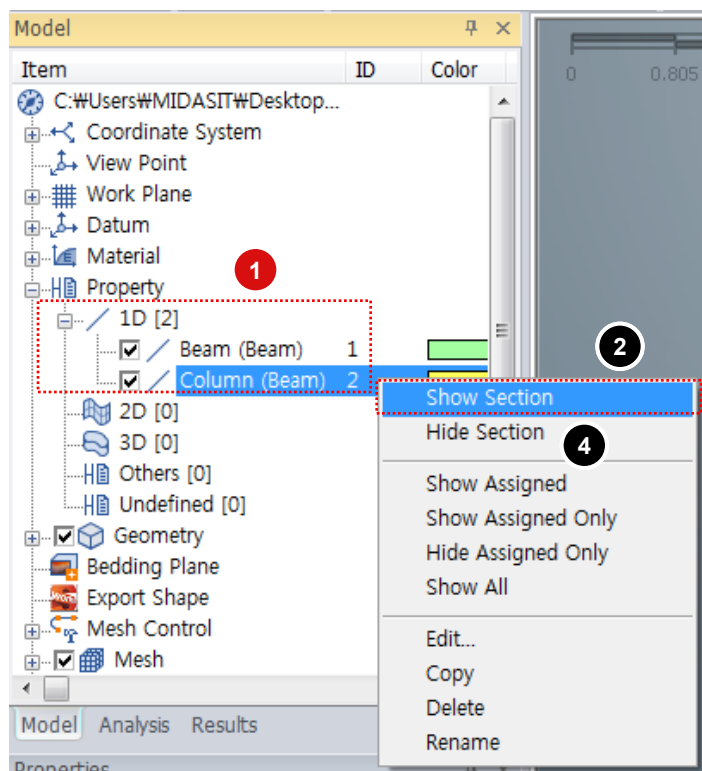 Model
Item ID Color
0 0.805
C:₩Users₩MIDASIT₩Desktop...
Coordinate System
View Point
Work Plane
Datum
Material
1
Property
1D [2]
Beam (Beam) 1
2
Column (Beam) 2
Show Section
2D [0]
Hide Section
4
3D [0]
Others [0]
Show Assigned
Undefined [0]
Show Assigned Only
Geometry
Hide Assigned Only
Bedding Plane
Show All
Export Shape
Mesh Control
Edit...
Mesh
Copy
Delete
Model Analysis Results
Rename
Properties